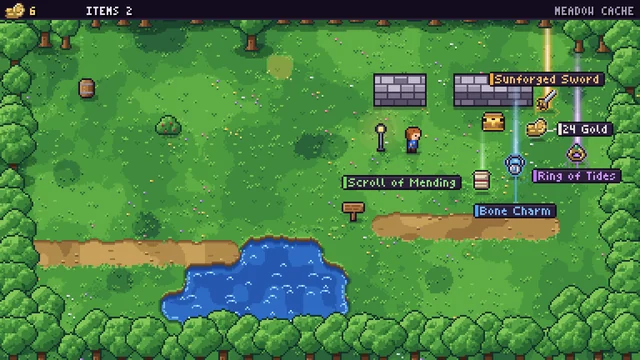 6
ITEMS 2
MEADOW CACHE
Sunforged Sword
24 Gold
Ring of Tides
Scroll of Mending
Bone Charm